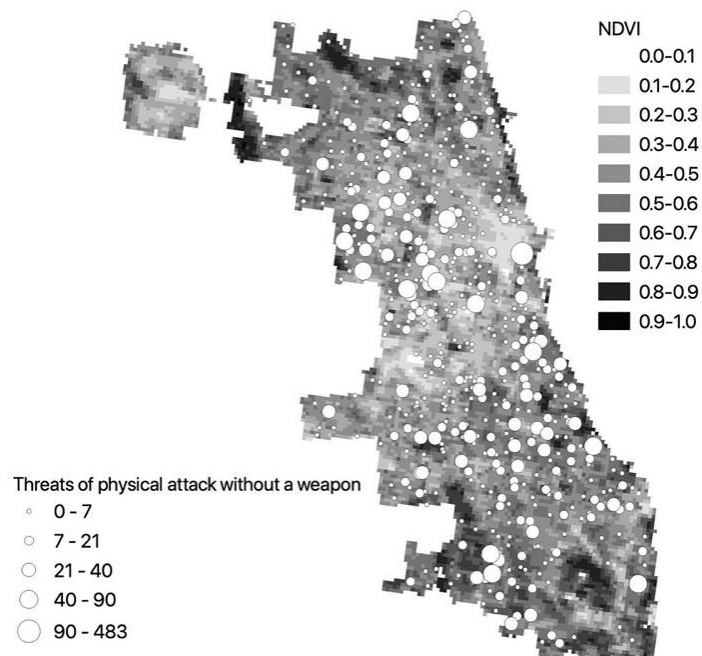 NDVI
0.0-0.1
0.1-0.2
0.2-0.3
0.3-0.4
0.4-0.5
0.5-0.6
0.6-0.7
0.7-0.8
0.8-0.9
0.9-1.0
Threats of physical attack without a weapon
0 - 7
7 - 21
21 - 40
40 - 90
90 - 483